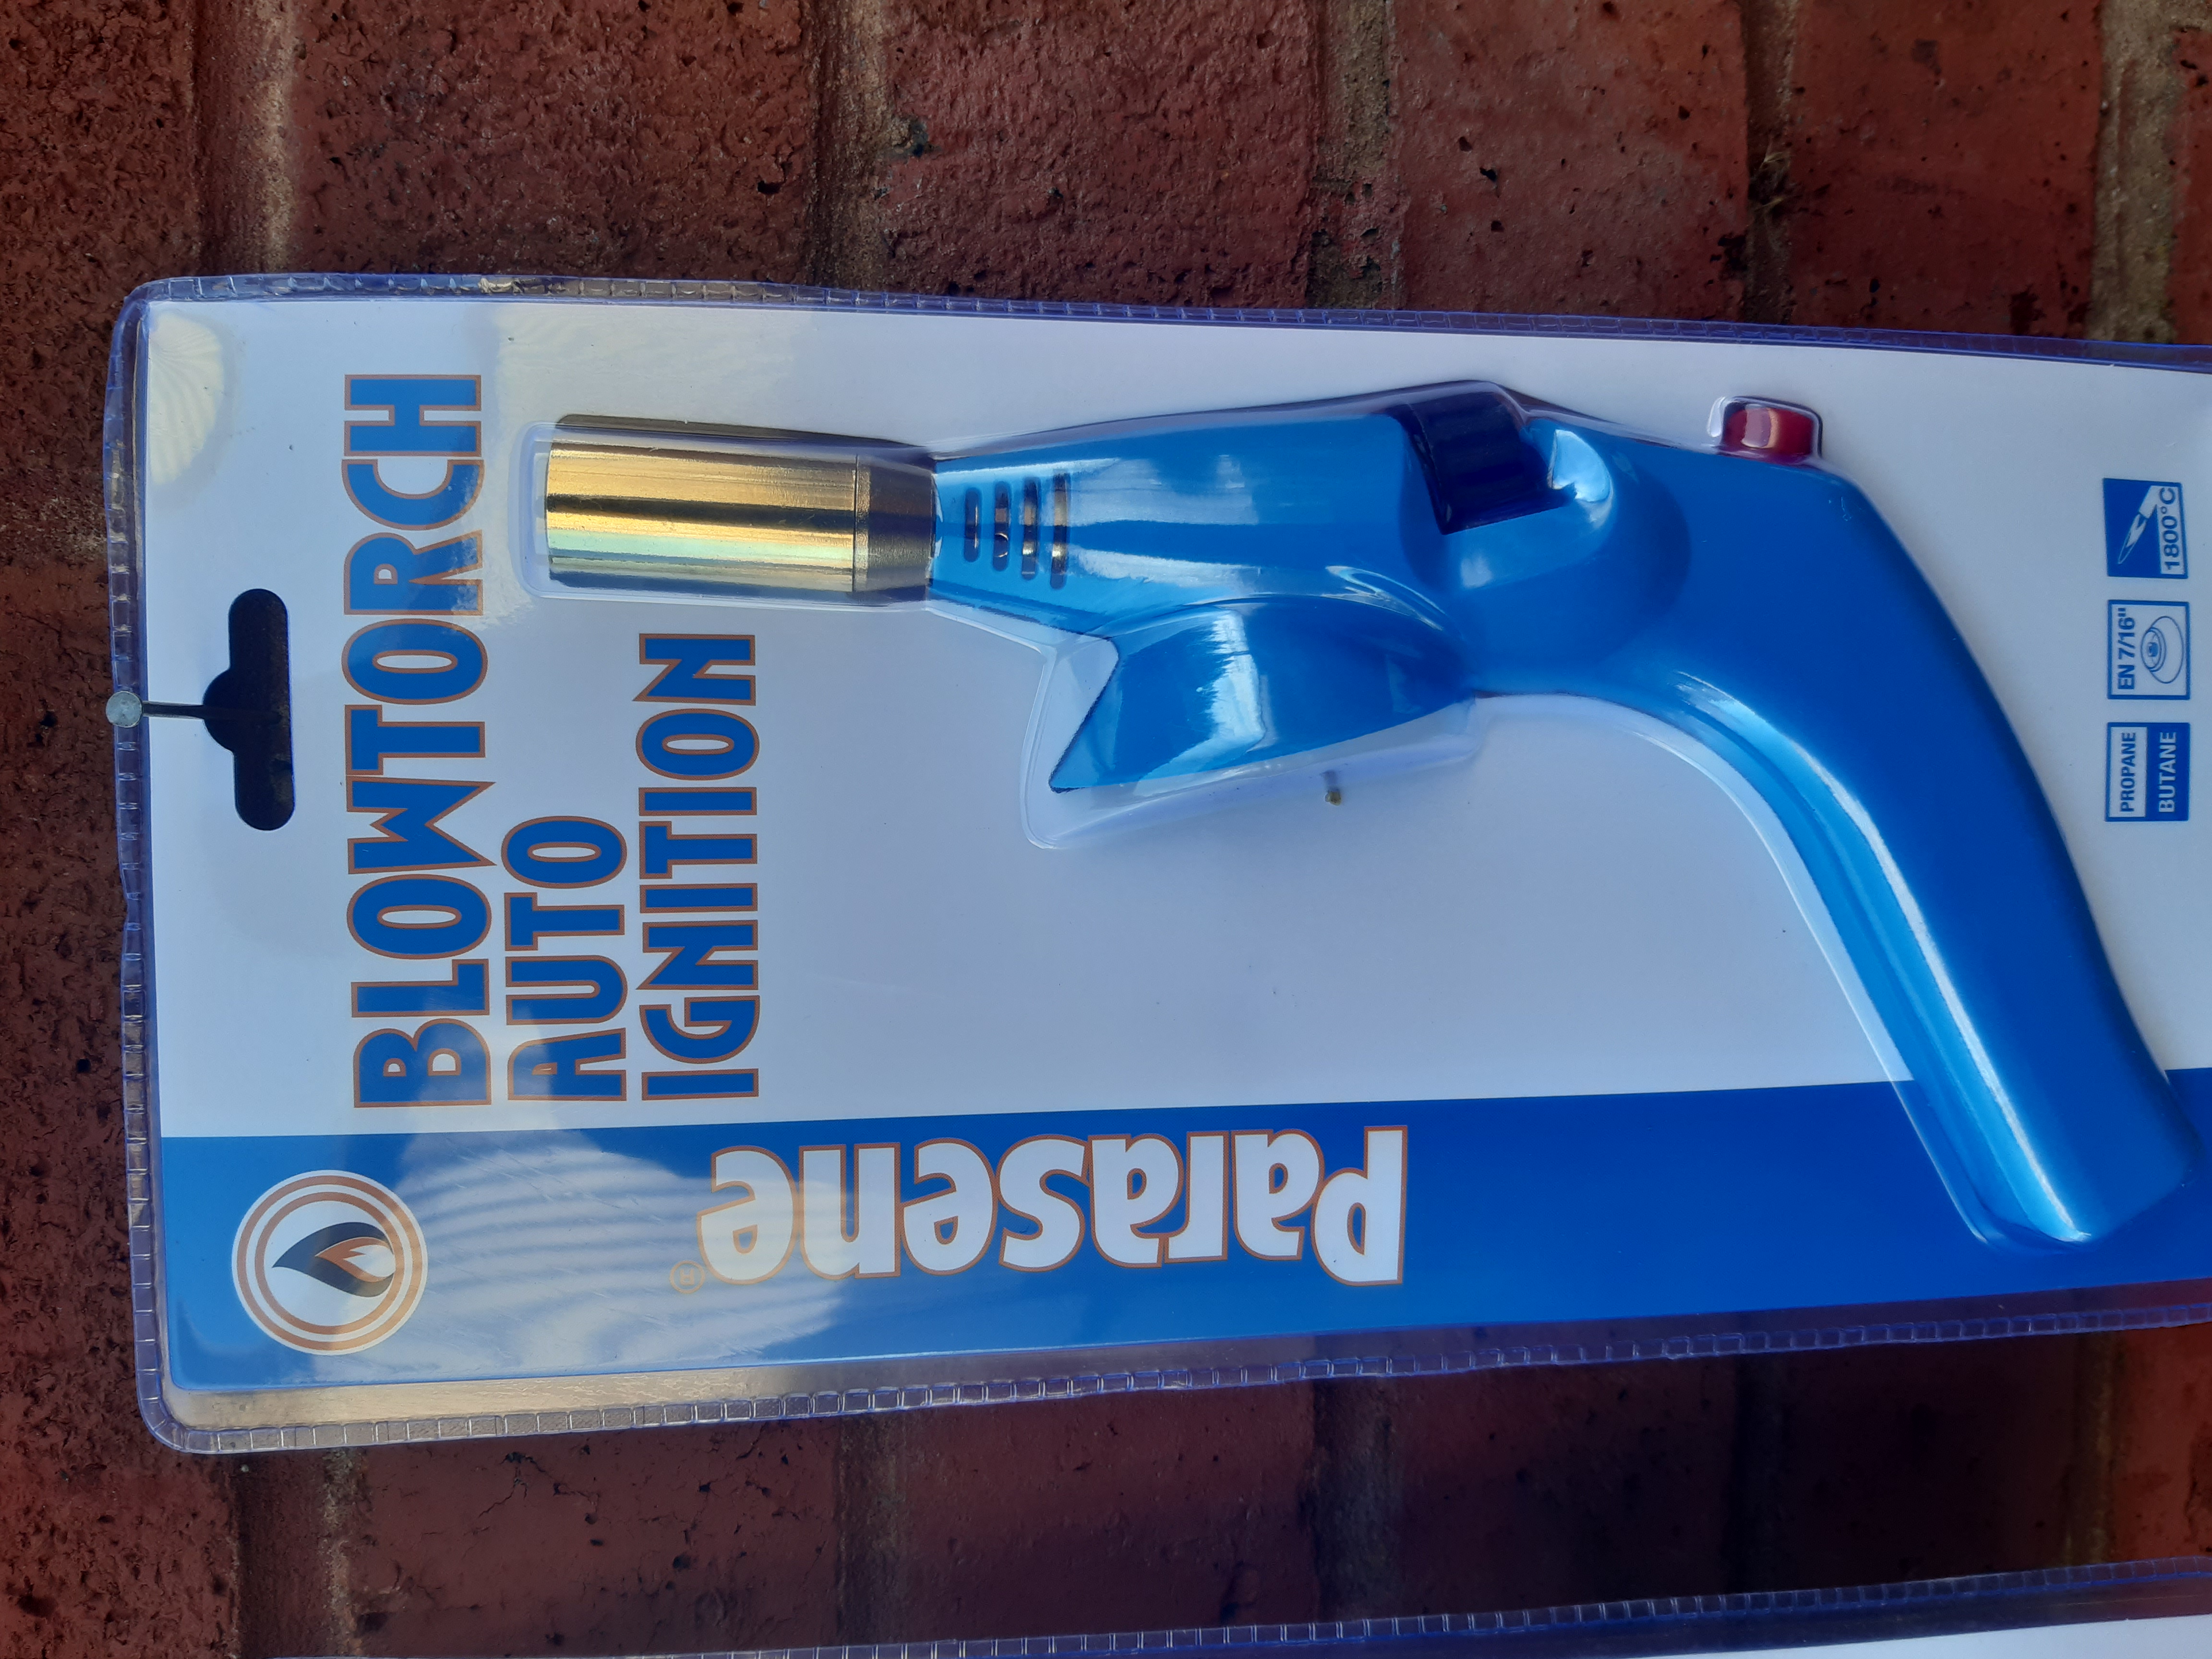 BLOWTORCH
AUTO
IGNITION
Parasene®
PROPANE
BUTANE
EN 7/16"
1800°C